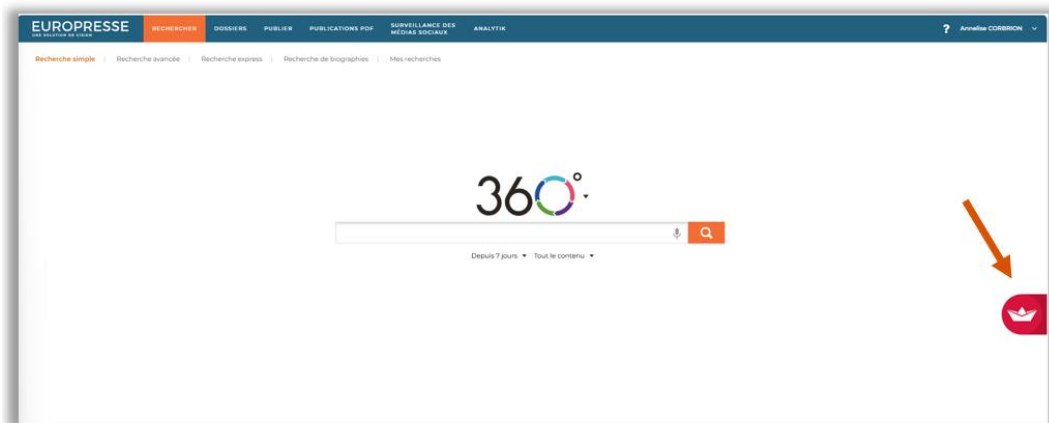 EUROPRESSE
UNE SOLUTION DE CISION
RECHERCHER DOSSIERS PUBLIER PUBLICATIONS PDF SURVEILLANCE DES MÉDIAS SOCIAUX ANALYTIK ? Annelise CORBRION
Recherche simple | Recherche avancée | Recherche express | Recherche de biographies | Mes recherches
360°
Depuis 7 jours Tout le contenu